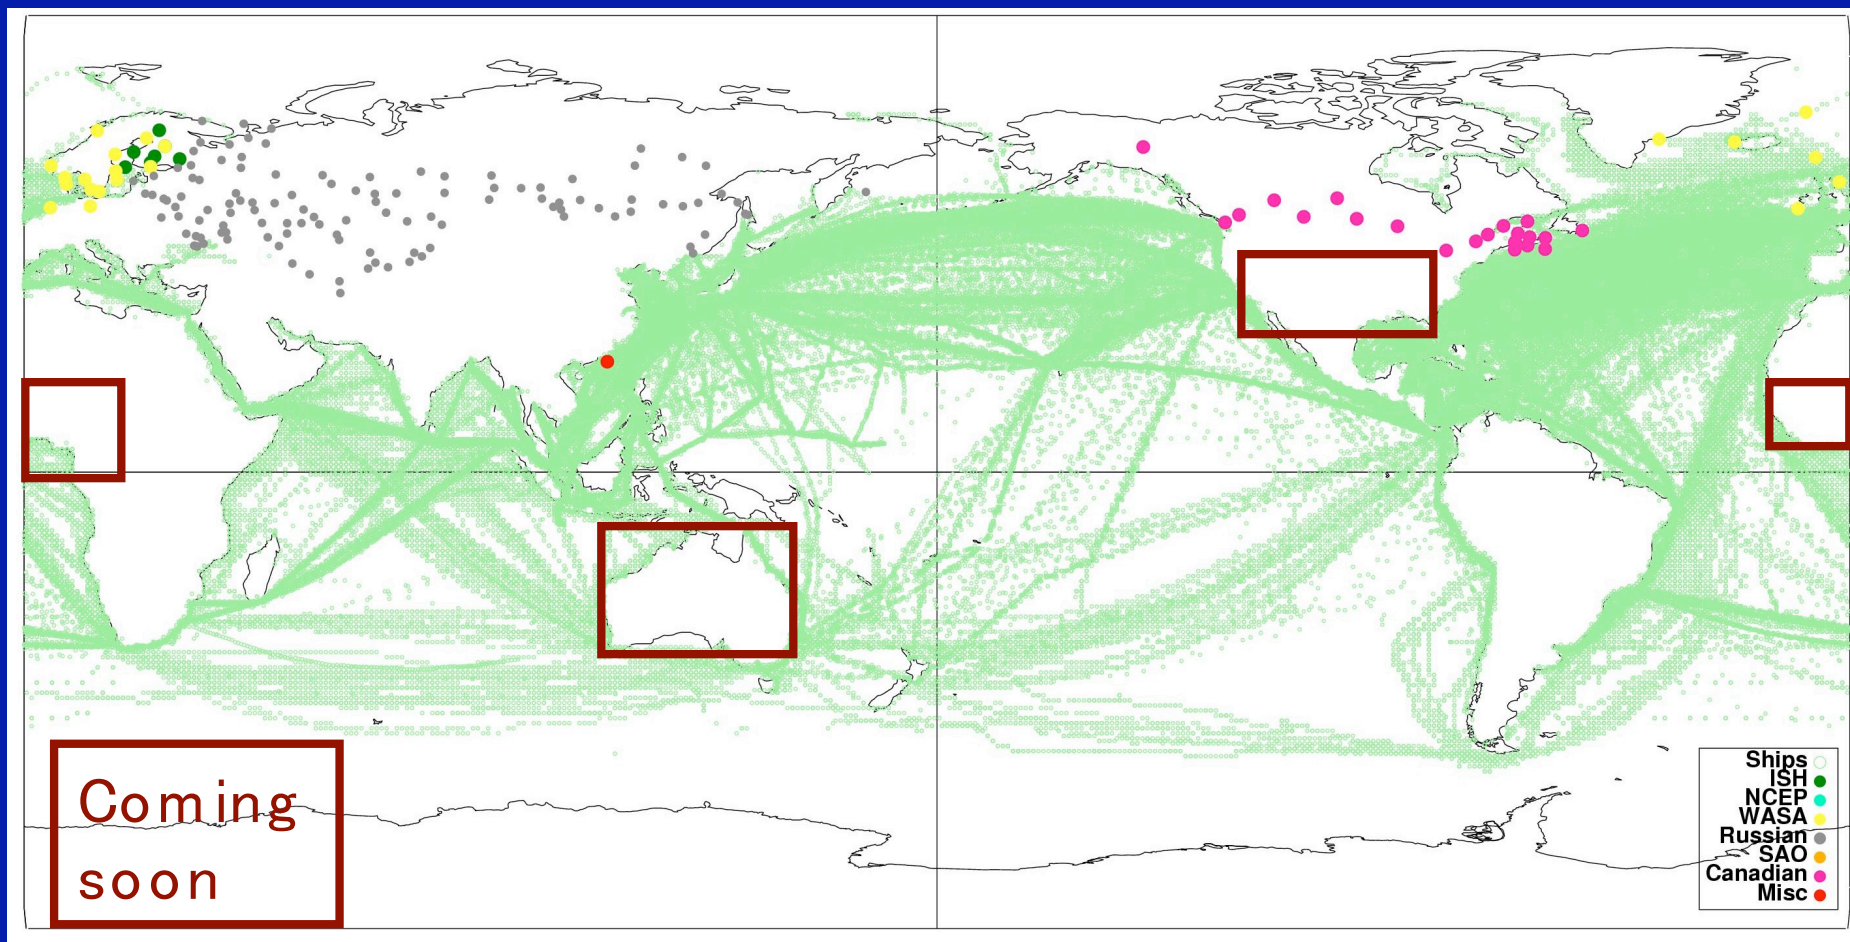 Coming
soon
Ships
ISH
NCEP
WASA
Russian
SAO
Canadian
Misc